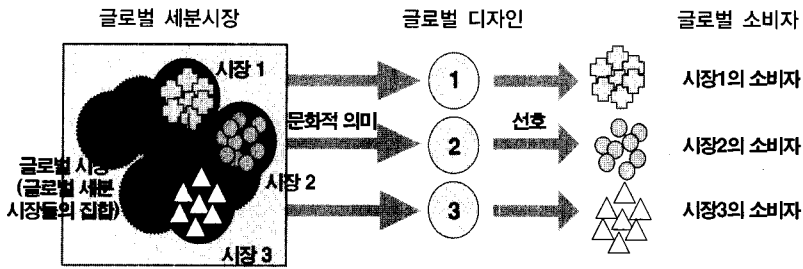 글로벌 세분시장
글로벌 디자인
글로벌 소비자
시장 1
1
시장1의 소비자
문화적 의미
2
선호
시장2의 소비자
글로벌 시장
(글로벌 세분
시장들의 집합)
시장 2
3
시장3의 소비자
시장 3